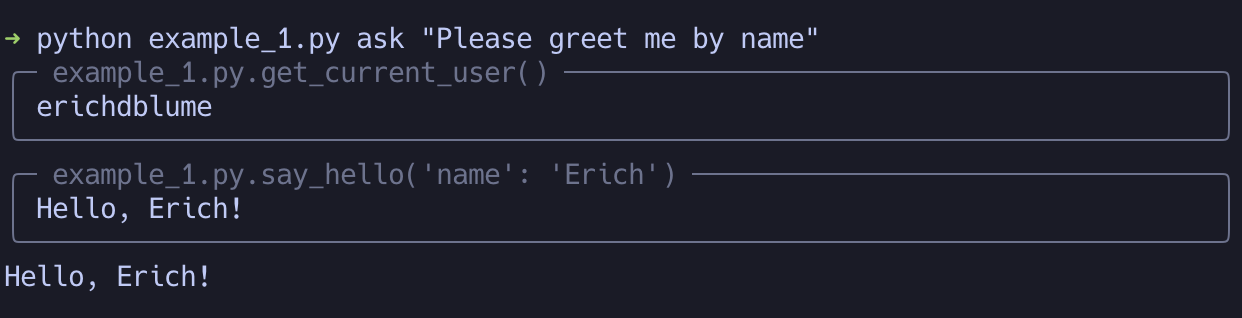 → python example_1.py ask "Please greet me by name"
example_1.py.get_current_user()
erichdblume
example_1.py.say_hello('name': 'Erich')
Hello, Erich!
Hello, Erich!